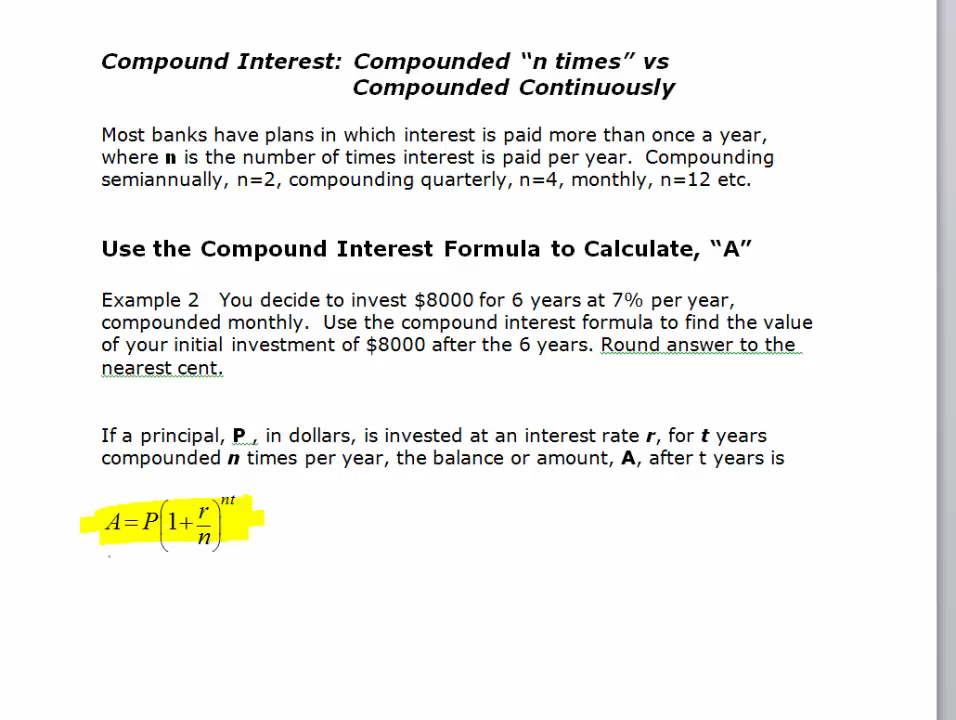 Compound Interest: Compounded “n times” vs
Compounded Continuously
Most banks have plans in which interest is paid more than once a year,
where n is the number of times interest is paid per year. Compounding
semiannually, n=2, compounding quarterly, n=4, monthly, n=12 etc.
Use the Compound Interest Formula to Calculate, “A”
Example 2 You decide to invest $8000 for 6 years at 7% per year,
compounded monthly. Use the compound interest formula to find the value
of your initial investment of $8000 after the 6 years. Round answer to the
nearest cent.
If a principal, P , in dollars, is invested at an interest rate r, for t years
compounded n times per year, the balance or amount, A, after t years is
A=P(1+r/n)^nt